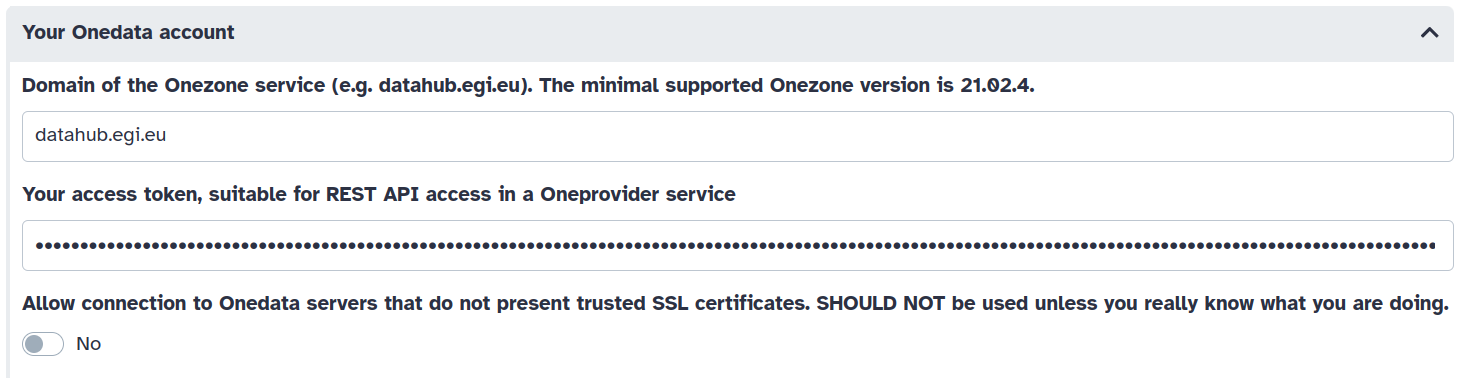 Your Onedata account
Domain of the Onezone service (e.g. datahub.egi.eu). The minimal supported Onezone version is 21.02.4.
datahub.egi.eu
Your access token, suitable for REST API access in a Oneprovider service
Allow connection to Onedata servers that do not present trusted SSL certificates. SHOULD NOT be used unless you really know what you are doing.
No